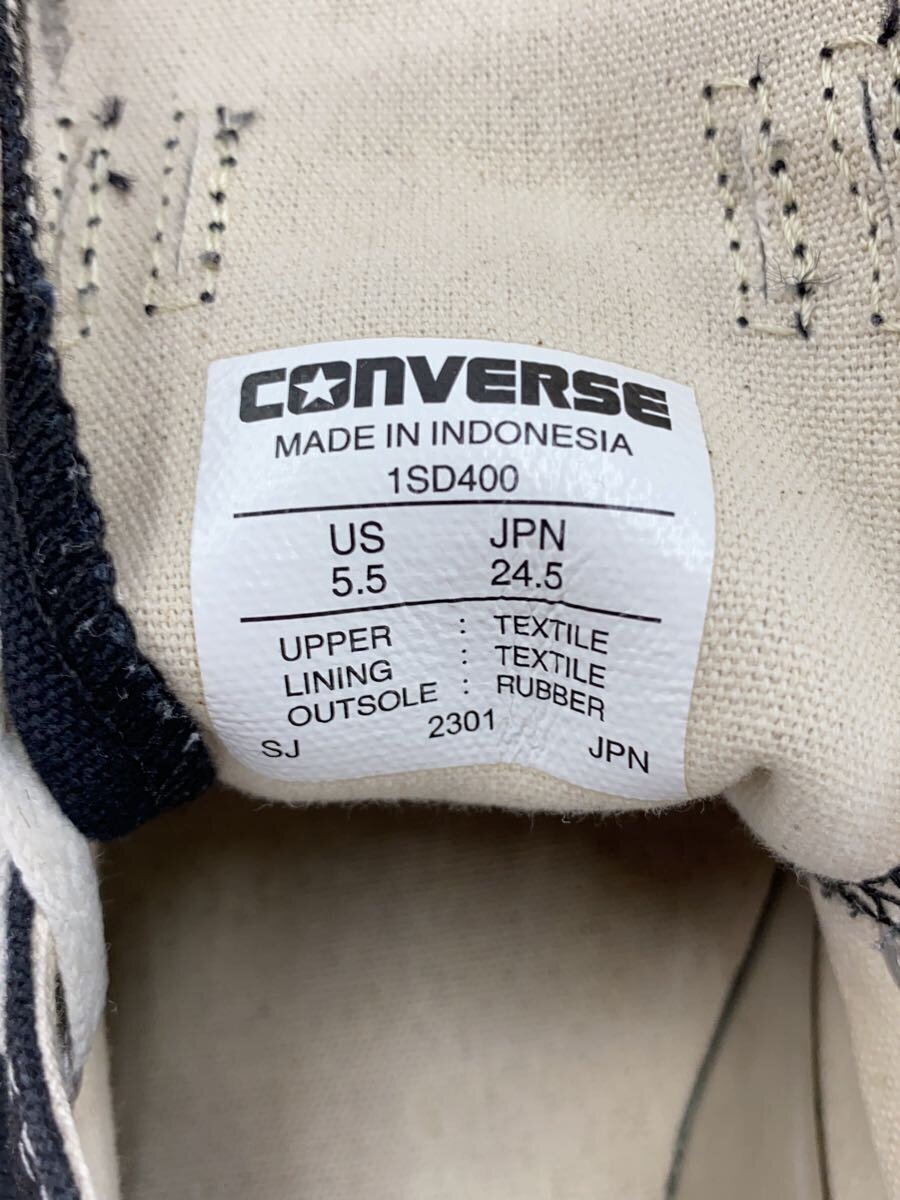 CONVERSE
MADE IN INDONESIA
1SD400
US JPN
5.5 24.5
UPPER : TEXTILE
LINING : TEXTILE
OUTSOLE : RUBBER
SJ 2301 JPN